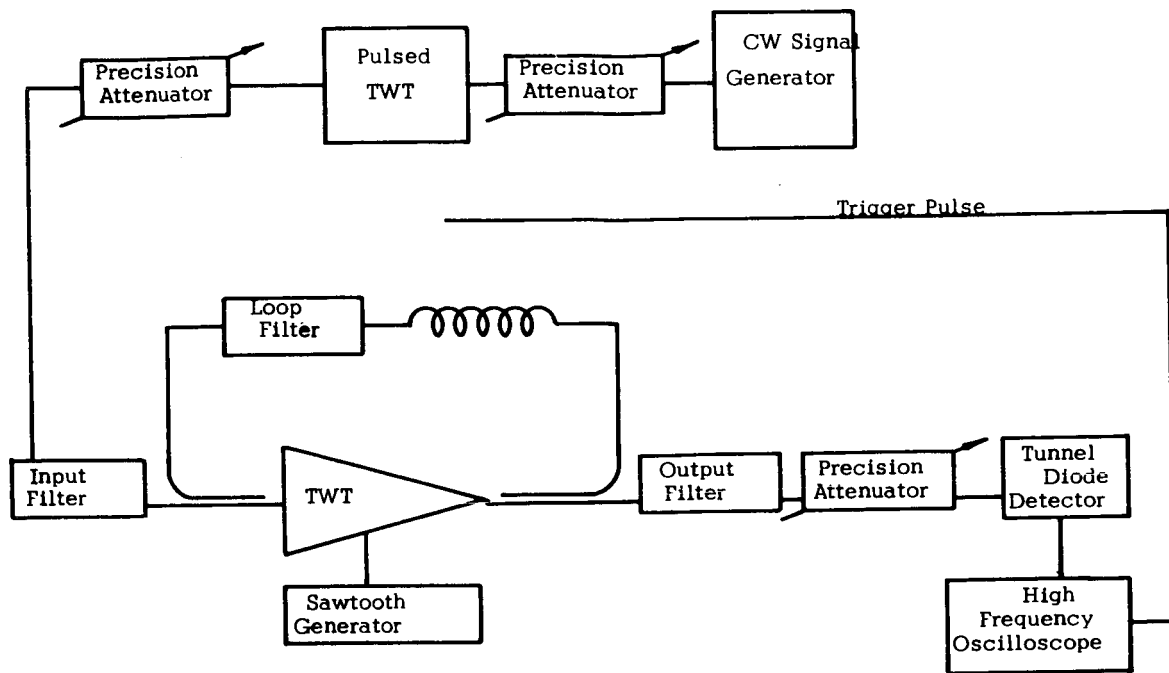 Precision
Attenuator
Pulsed
TWT
Precision
Attenuator
CW Signal
Generator
Trigger Pulse
Loop
Filter
Input
Filter
TWT
Output
Filter
Precision
Attenuator
Tunnel
Diode
Detector
Sawtooth
Generator
High
Frequency
Oscilloscope